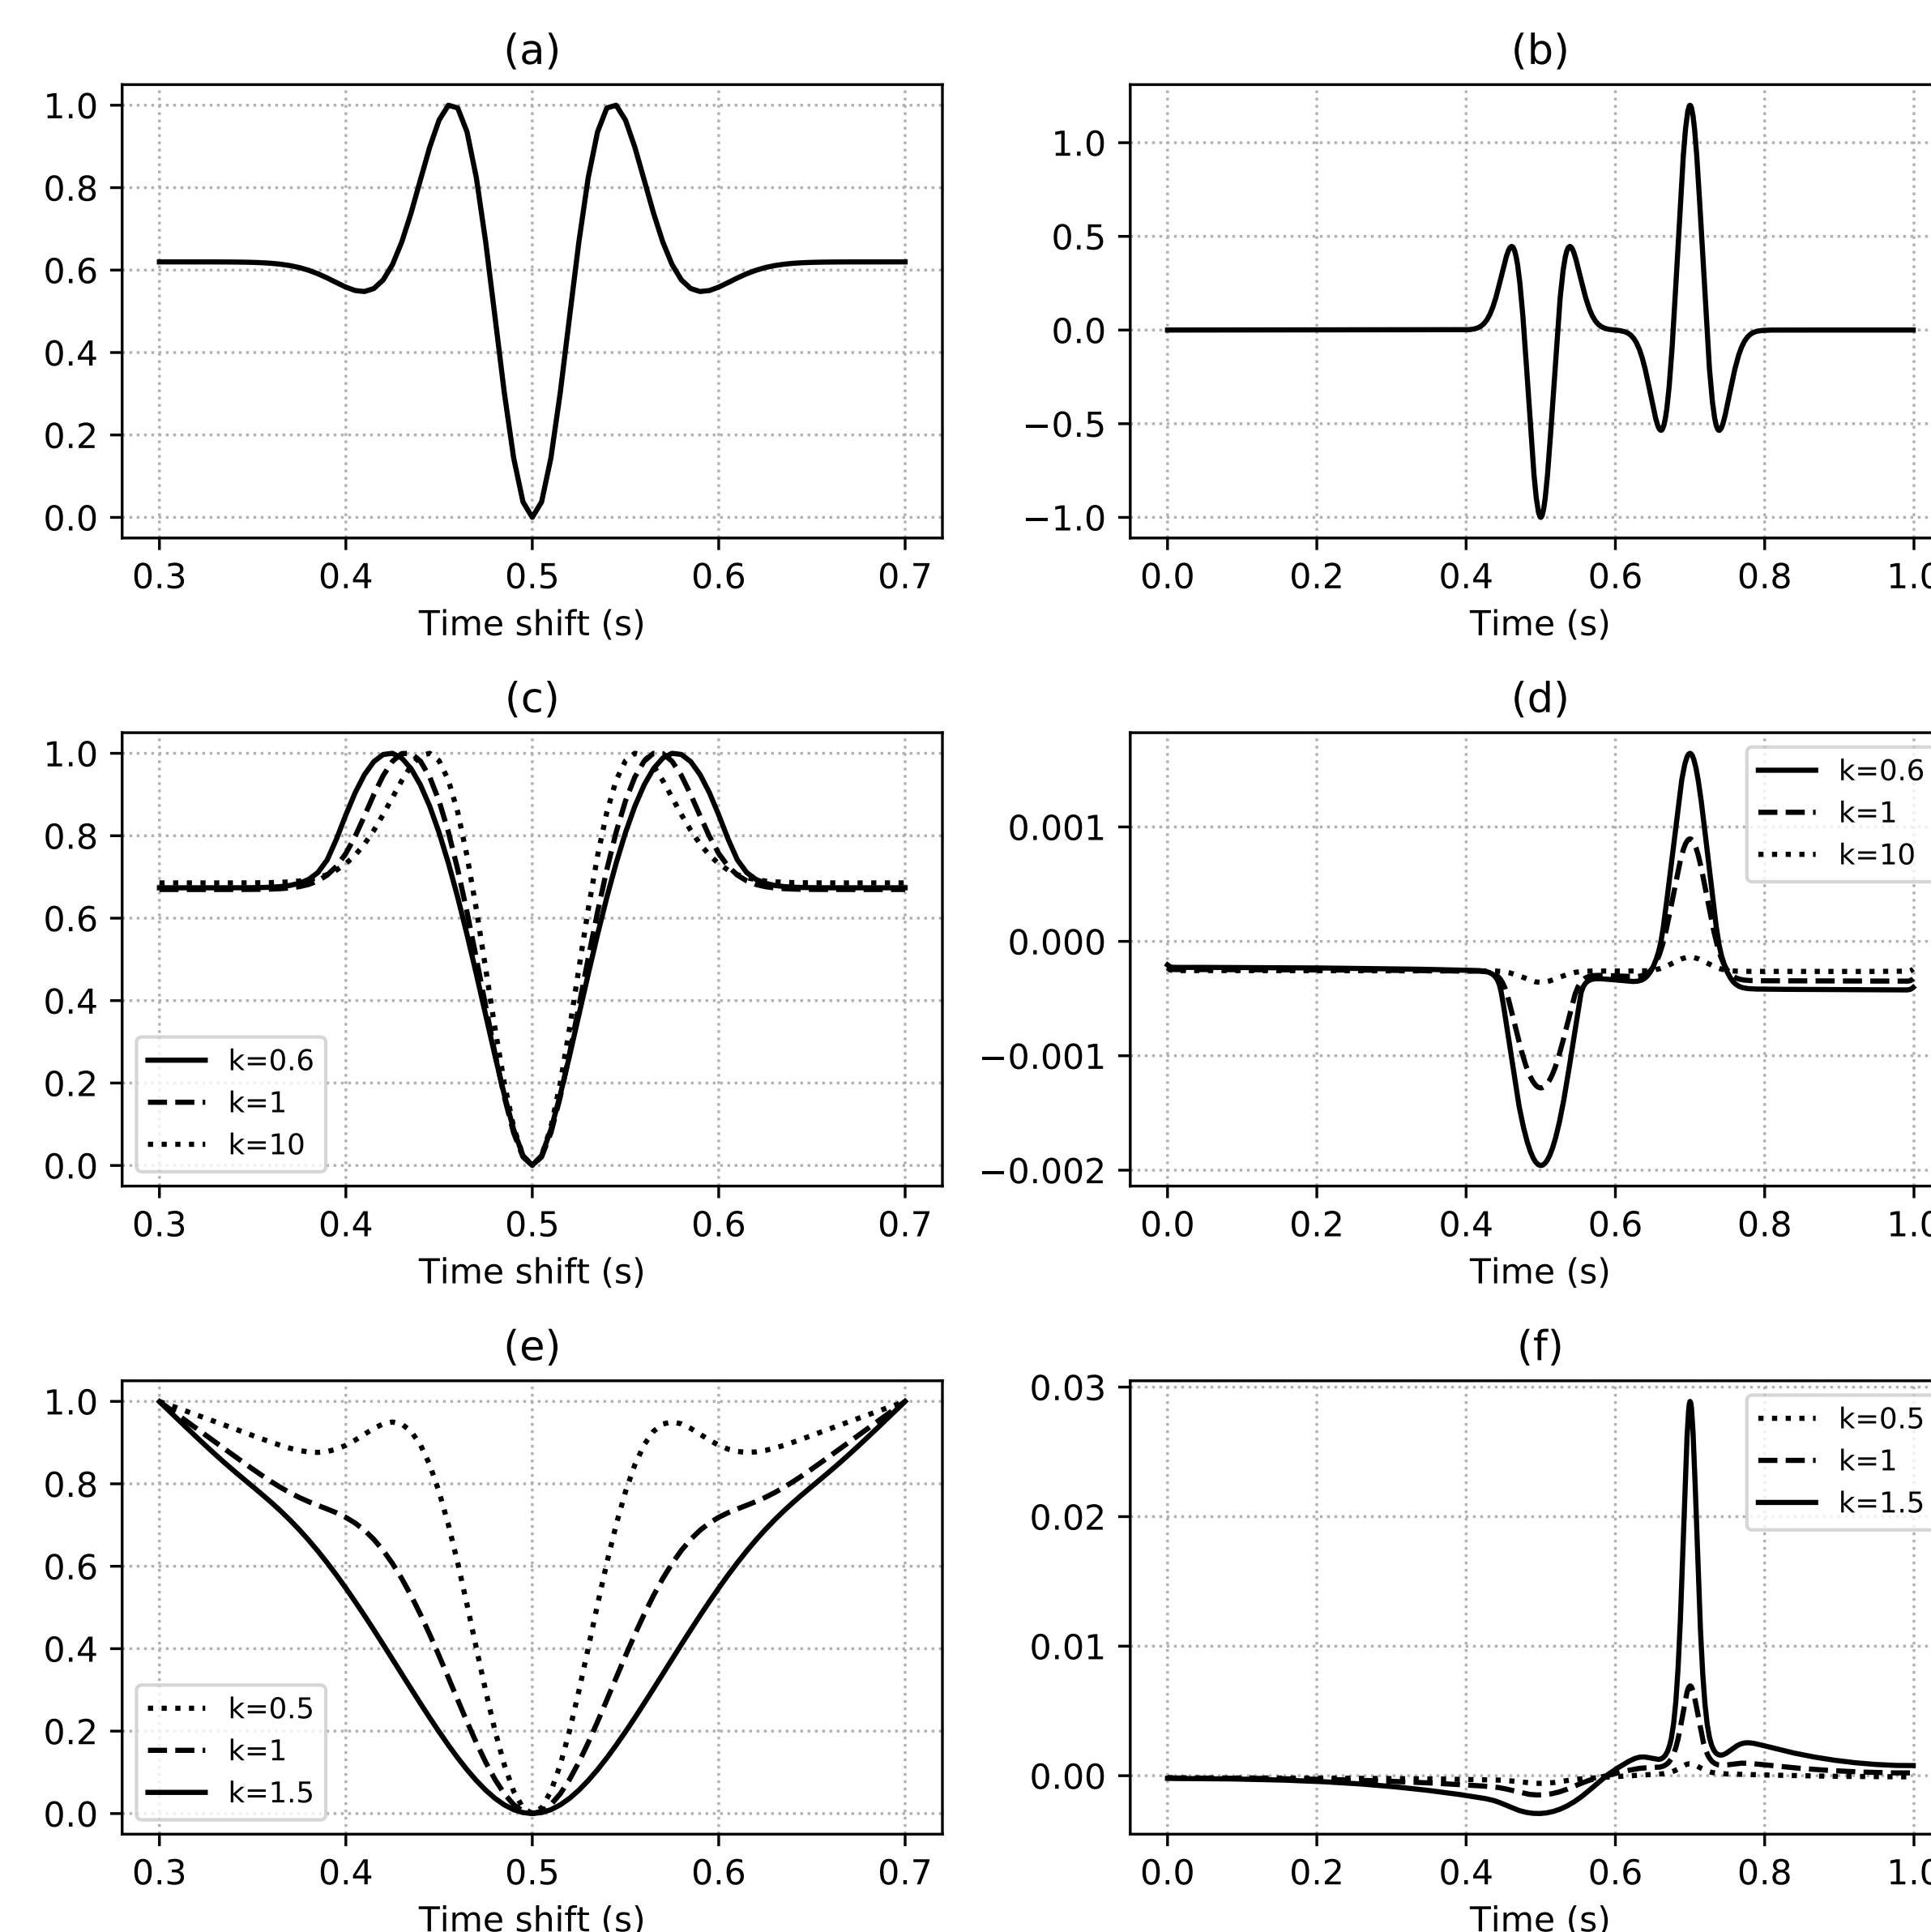 (a)
1.0
0.8
0.6
0.4
0.2
0.0
0.3 0.4 0.5 0.6 0.7
Time shift (s)
(b)
1.0
0.5
0.0
−0.5
−1.0
0.0 0.2 0.4 0.6 0.8 1.0
Time (s)
(c)
1.0
0.8
0.6
0.4
0.2
0.0
k=0.6
k=1
k=10
0.3 0.4 0.5 0.6 0.7
Time shift (s)
(d)
0.001
0.000
−0.001
−0.002
k=0.6
k=1
k=10
0.0 0.2 0.4 0.6 0.8 1.0
Time (s)
(e)
1.0
0.8
0.6
0.4
0.2
0.0
k=0.5
k=1
k=1.5
0.3 0.4 0.5 0.6 0.7
Time shift (s)
(f)
0.03
0.02
0.01
0.00
k=0.5
k=1
k=1.5
0.0 0.2 0.4 0.6 0.8 1.0
Time (s)